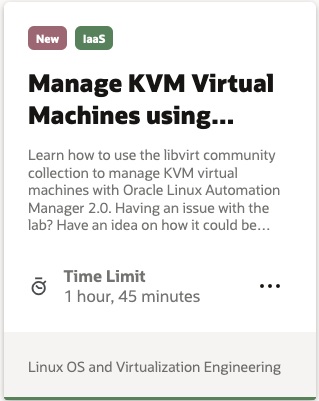 New
IaaS
Manage KVM Virtual
Machines using...
Learn how to use the libvirt community
collection to manage KVM virtual
machines with Oracle Linux Automation
Manager 2.0. Having an issue with the
lab? Have an idea on how it could be...
Time Limit
1 hour, 45 minutes
Linux OS and Virtualization Engineering